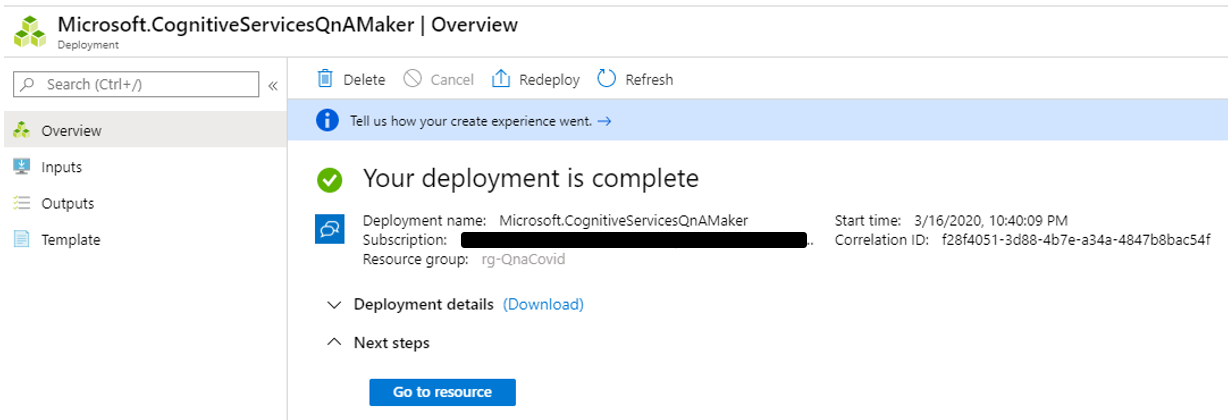 Microsoft.CognitiveServicesQnAMaker | Overview
Deployment
Search (Ctrl+/)
«
Delete
Cancel
Redeploy
Refresh
Tell us how your create experience went. →
Overview
Inputs
Outputs
Template
Your deployment is complete
Deployment name: Microsoft.CognitiveServicesQnAMaker
Subscription: ..
Resource group: rg-QnaCovid
Start time: 3/16/2020, 10:40:09 PM
Correlation ID: f28f4051-3d88-4b7e-a34a-4847b8bac54f
Deployment details (Download)
Next steps
Go to resource